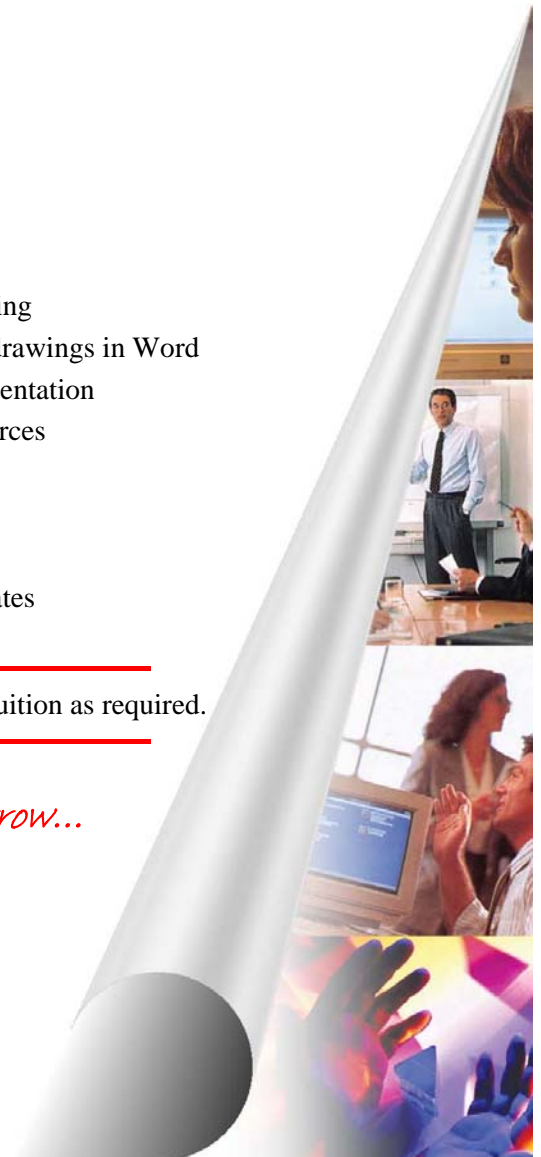 ing
rawings in Word
entation
rces
ates
uition as required.
row...